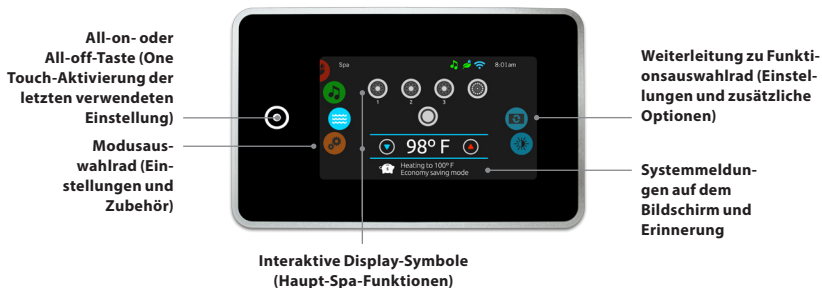 All-on- oder
All-off-Taste (One
Touch-Aktivierung der
letzten verwendeten
Einstellung)
Modusaus-
wahlrad (Ein-
stellungen und
Zubehör)
Spa
8:01am
1
2
3
98° F
Heating to 100° F
Economy saving mode
Interaktive Display-Symbole
(Haupt-Spa-Funktionen)
Weiterleitung zu Funkti-
onsauswahlrad (Einstel-
lungen und zusätzliche
Optionen)
Systemmeldun-
gen auf dem
Bildschirm und
Erinnerung